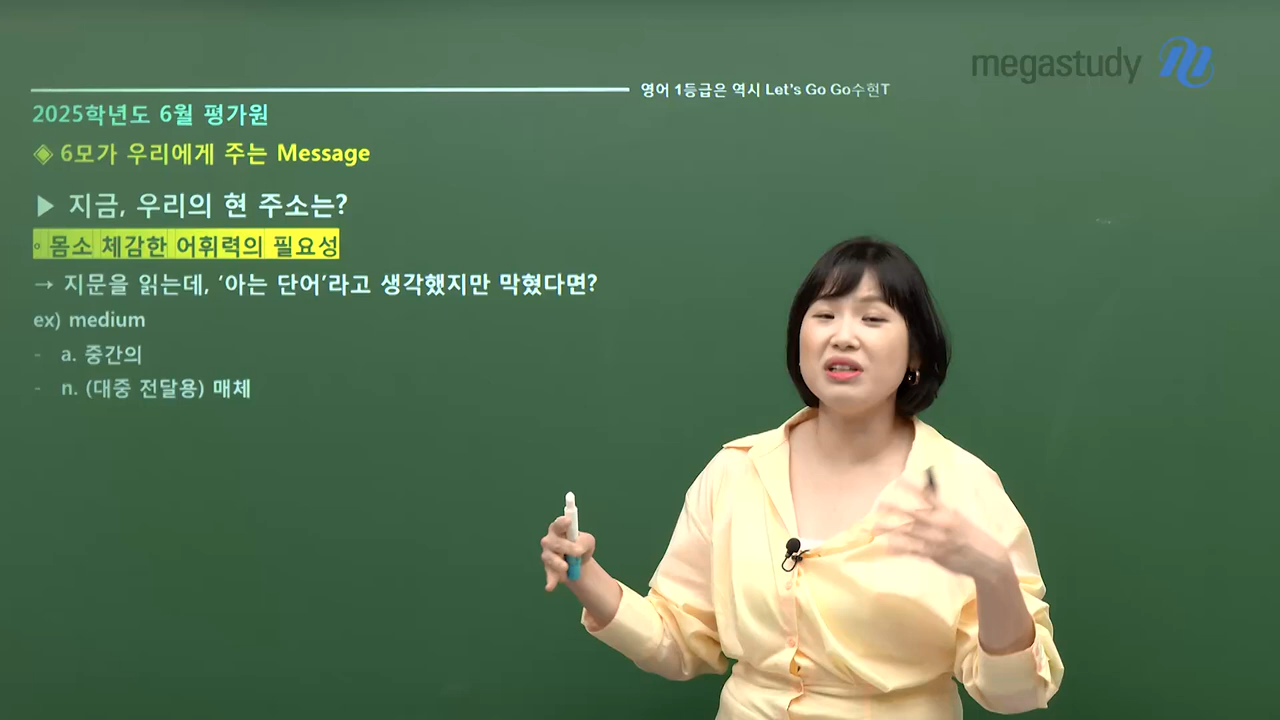 megastudy
영어 1등급은 역시 Let's Go Go수현T
2025학년도 6월 평가원
◈ 6모가 우리에게 주는 Message
▶ 지금, 우리의 현 주소는?
◦ 몸소 체감한 어휘력의 필요성
→ 지문을 읽는데, ‘아는 단어’라고 생각했지만 막혔다면?
ex) medium
- a. 중간의
- n. (대중 전달용) 매체